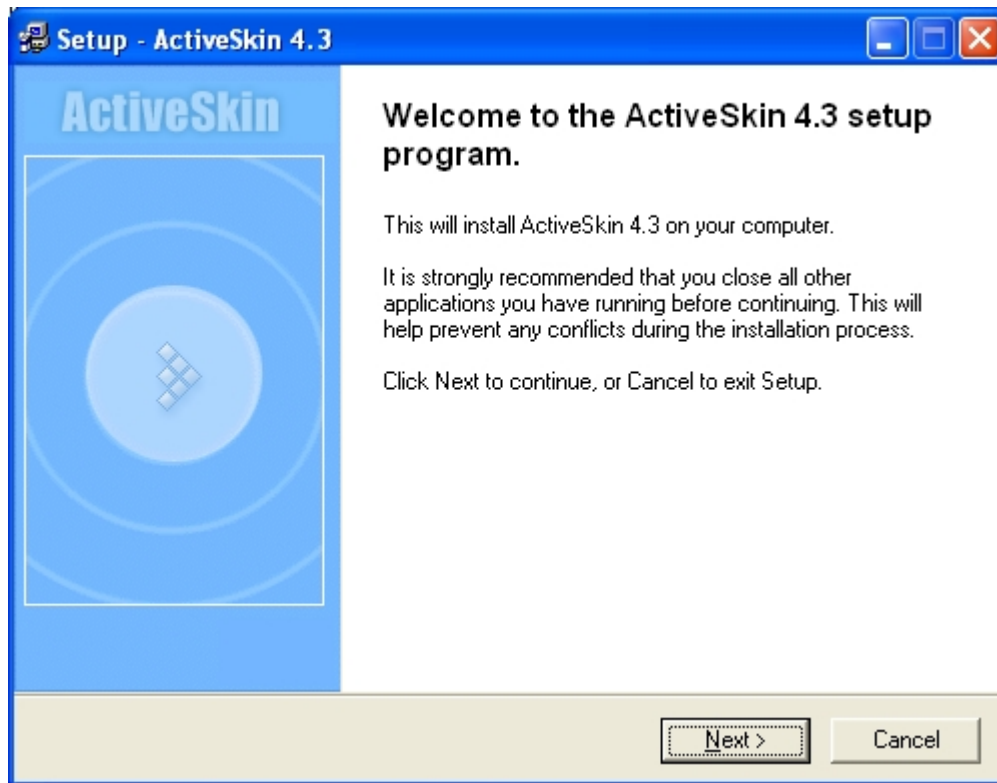 Setup - ActiveSkin 4.3
ActiveSkin
Welcome to the ActiveSkin 4.3 setup
program.
This will install ActiveSkin 4.3 on your computer.
It is strongly recommended that you close all other
applications you have running before continuing. This will
help prevent any conflicts during the installation process.
Click Next to continue, or Cancel to exit Setup.
Next >
Cancel